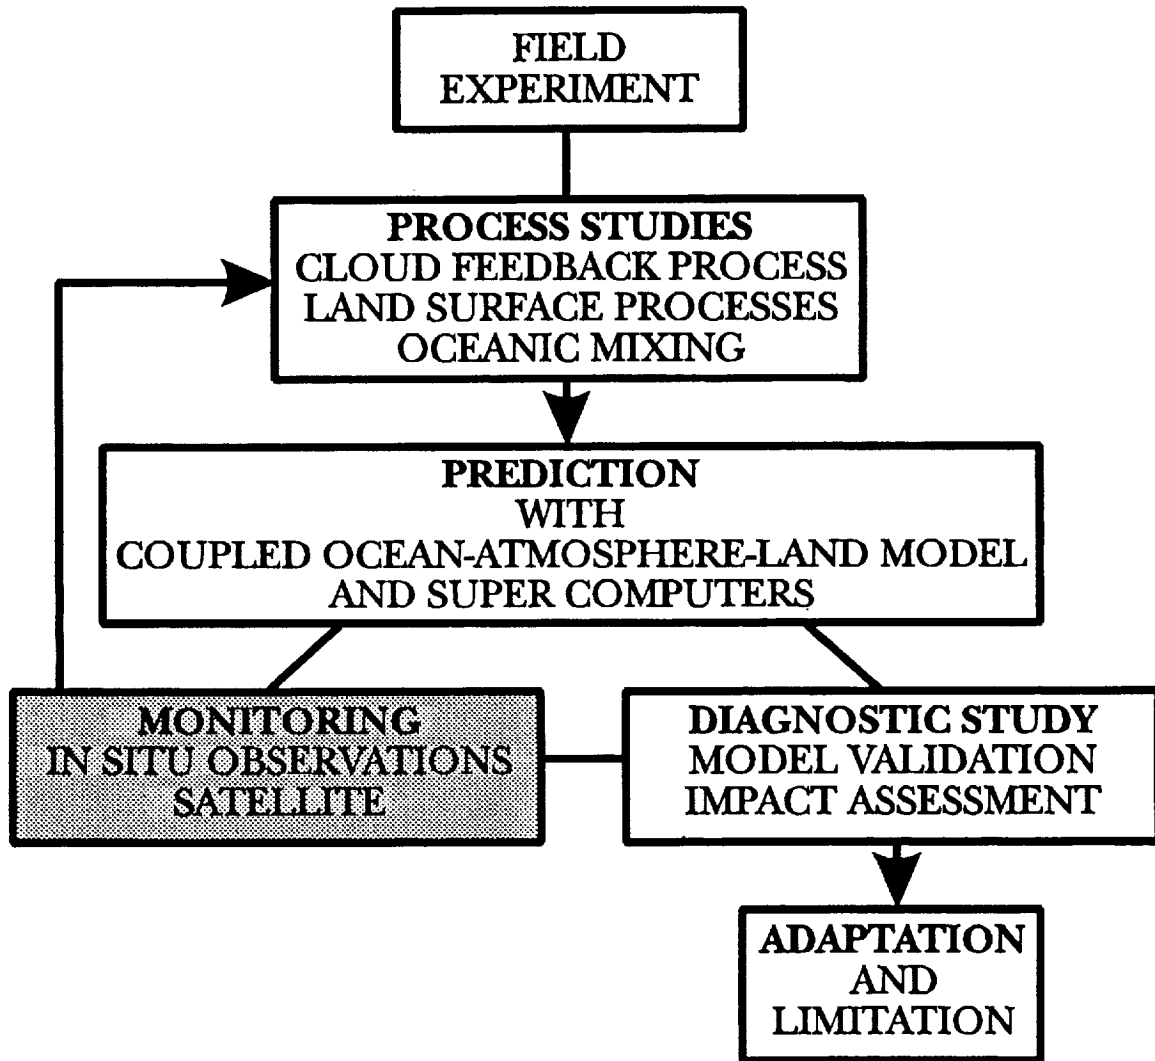 FIELD
EXPERIMENT
PROCESS STUDIES
CLOUD FEEDBACK PROCESS
LAND SURFACE PROCESSES
OCEANIC MIXING
PREDICTION
WITH
COUPLED OCEAN-ATMOSPHERE-LAND MODEL
AND SUPER COMPUTERS
MONITORING
IN SITU OBSERVATIONS
SATELLITE
DIAGNOSTIC STUDY
MODEL VALIDATION
IMPACT ASSESSMENT
ADAPTATION
AND
LIMITATION